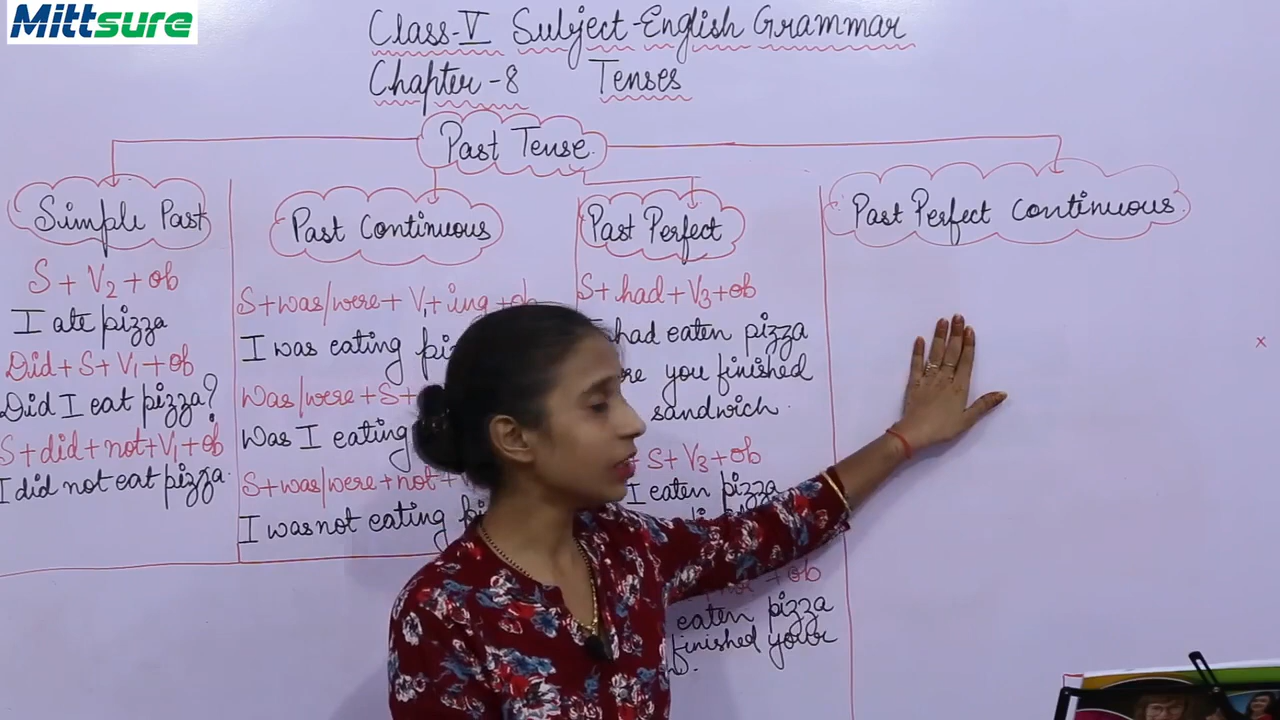 Mittsure
Class-V Subject-English Grammar
Chapter-8 Tenses
Past Tense
Simple Past
S + V2 + ob
I ate pizza
Did + S + V1 + ob
Did I eat pizza?
S + did + not + V1 + ob
I did not eat pizza.
Past Continuous
S + was/were + V1 + ing + ob
I was eating
Was/were + S +
Was I eating
S + was/were + not +
I was not eating
Past Perfect
S + had + V3 + ob
had eaten pizza
you finished
sandwich.
+ S + V3 + ob
I eaten pizza
+ ob
eaten pizza
finished your
Past Perfect Continuous
x